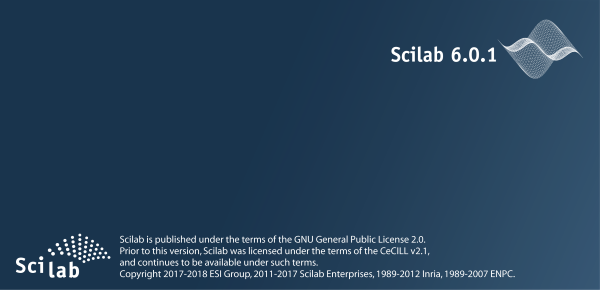 Scilab 6.0.1
Scilab is published under the terms of the GNU General Public License 2.0.
Prior to this version, Scilab was licensed under the terms of the CeCILL v2.1,
and continues to be available under such terms.
Copyright 2017-2018 ESI Group, 2011-2017 Scilab Enterprises, 1989-2012 Inria, 1989-2007 ENPC.
Sci
lab